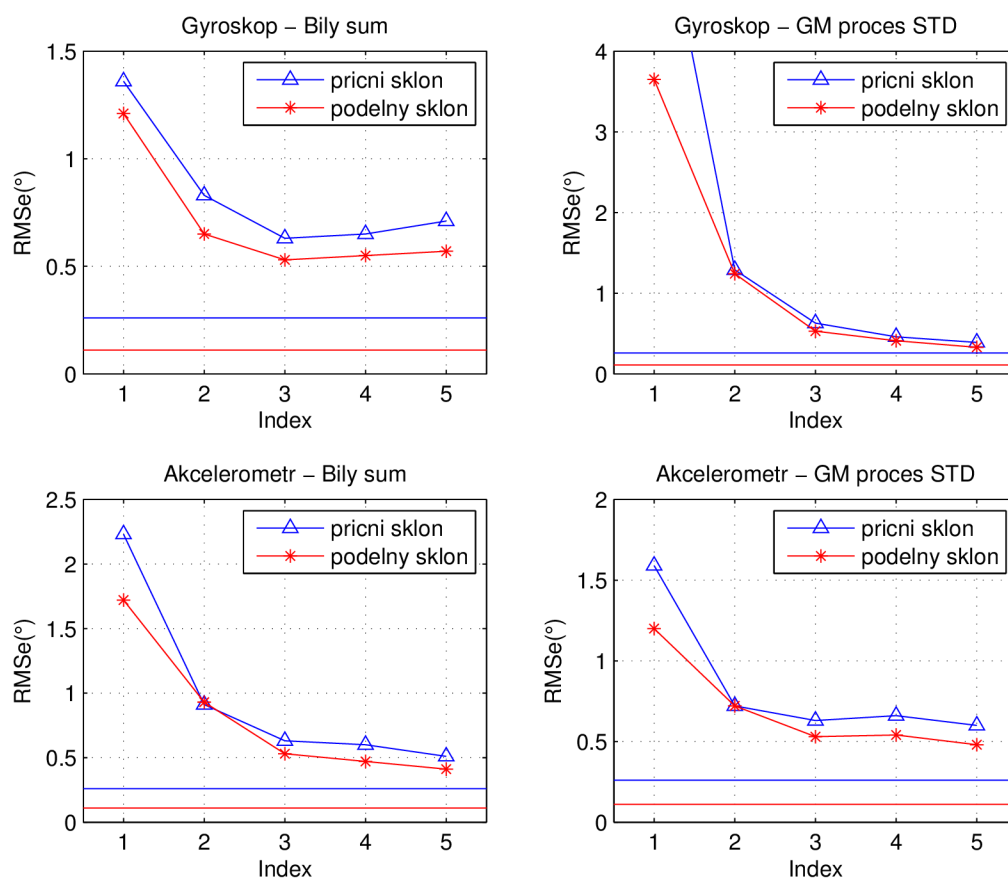 Gyroskop − Bily sum
1.5
1
0.5
0
RMSe(°)
pricni sklon
podelny sklon
1 2 3 4 5
Index
Gyroskop − GM proces STD
4
3
2
1
0
RMSe(°)
pricni sklon
podelny sklon
1 2 3 4 5
Index
Akcelerometr − Bily sum
2.5
2
1.5
1
0.5
0
RMSe(°)
pricni sklon
podelny sklon
1 2 3 4 5
Index
Akcelerometr − GM proces STD
2
1.5
1
0.5
0
RMSe(°)
pricni sklon
podelny sklon
1 2 3 4 5
Index